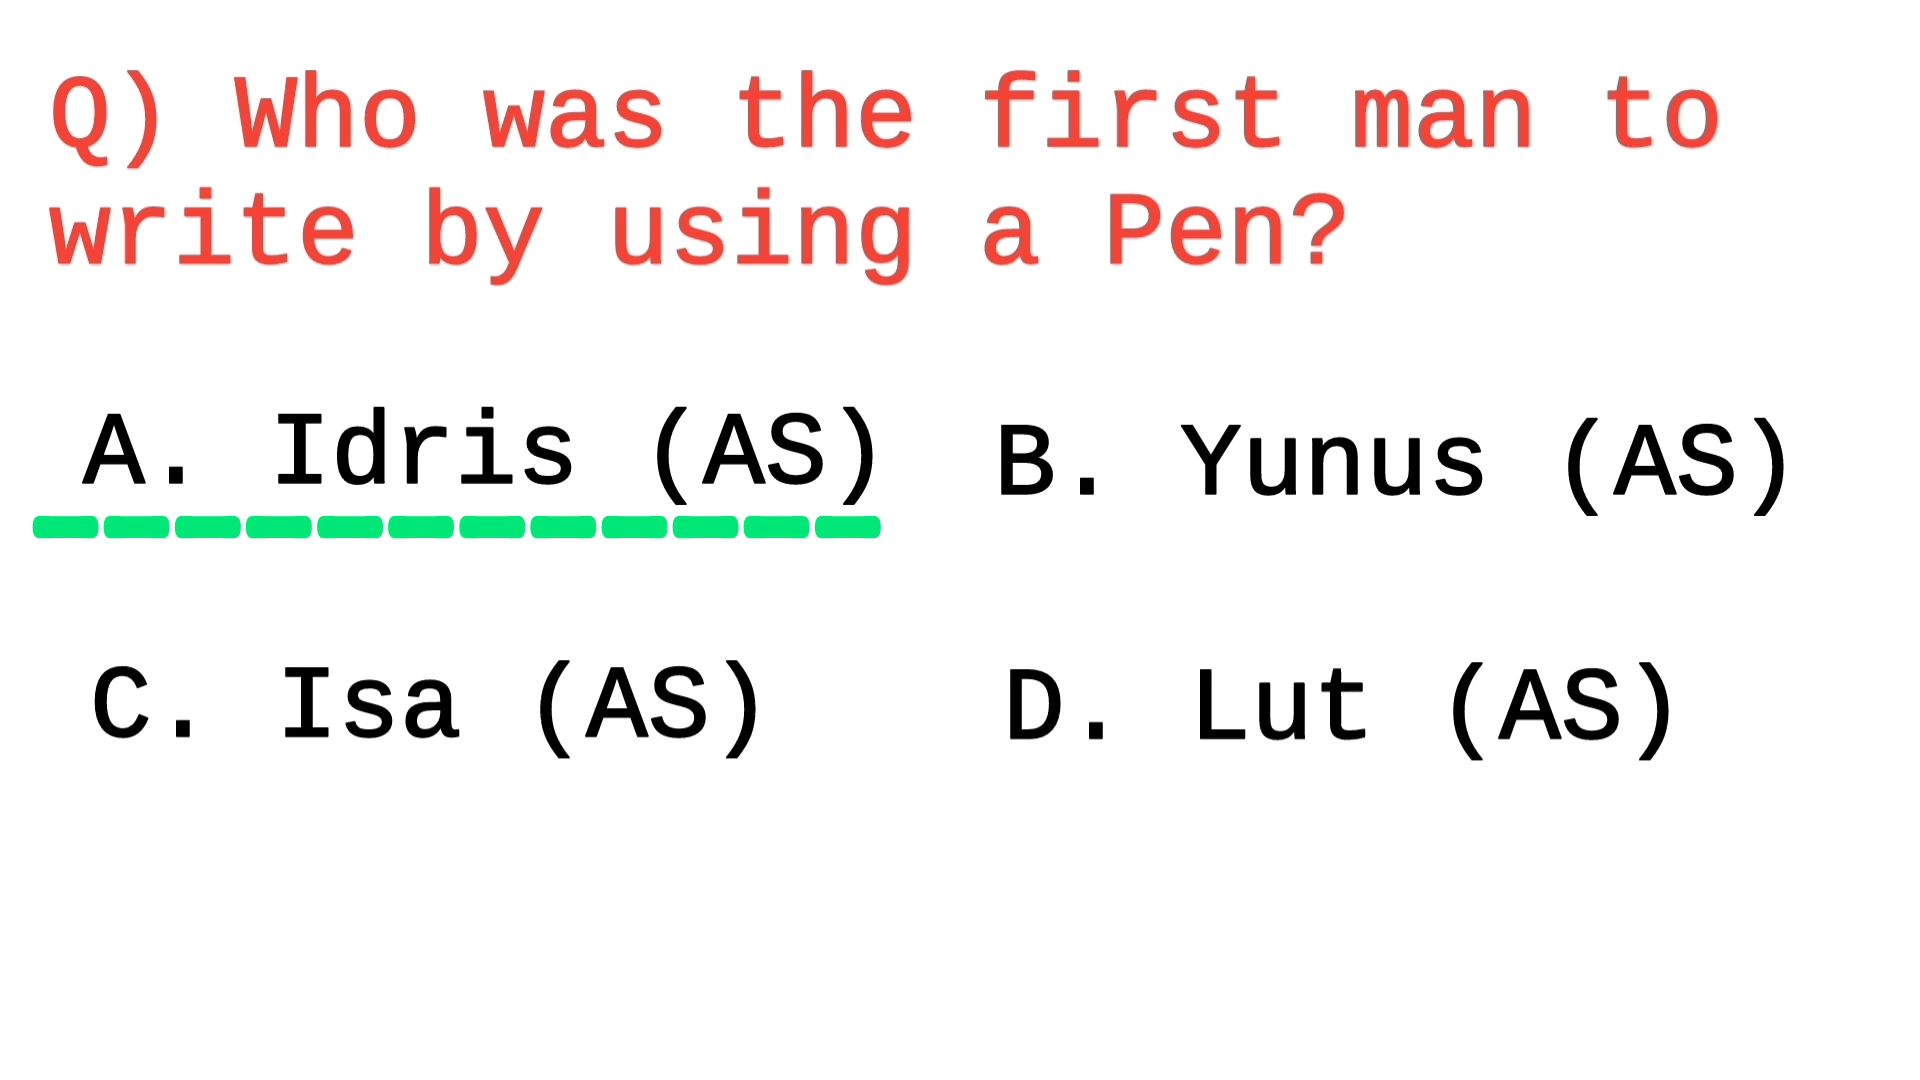 Q) Who was the first man to
write by using a Pen?
A. Idris (AS)
B. Yunus (AS)
C. Isa (AS)
D. Lut (AS)